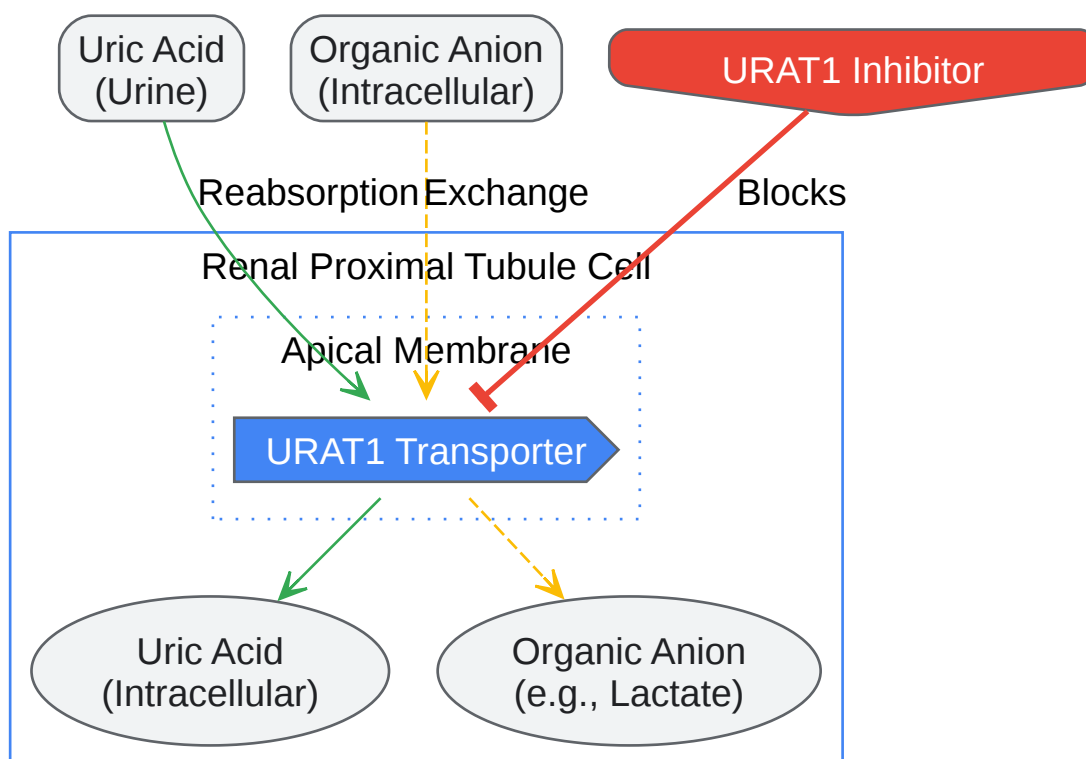 Uric Acid
(Urine)
Organic Anion
(Intracellular)
URAT1 Inhibitor
Reabsorption
Exchange
Blocks
Renal Proximal Tubule Cell
Apical Membrane
URAT1 Transporter
Uric Acid
(Intracellular)
Organic Anion
(e.g., Lactate)